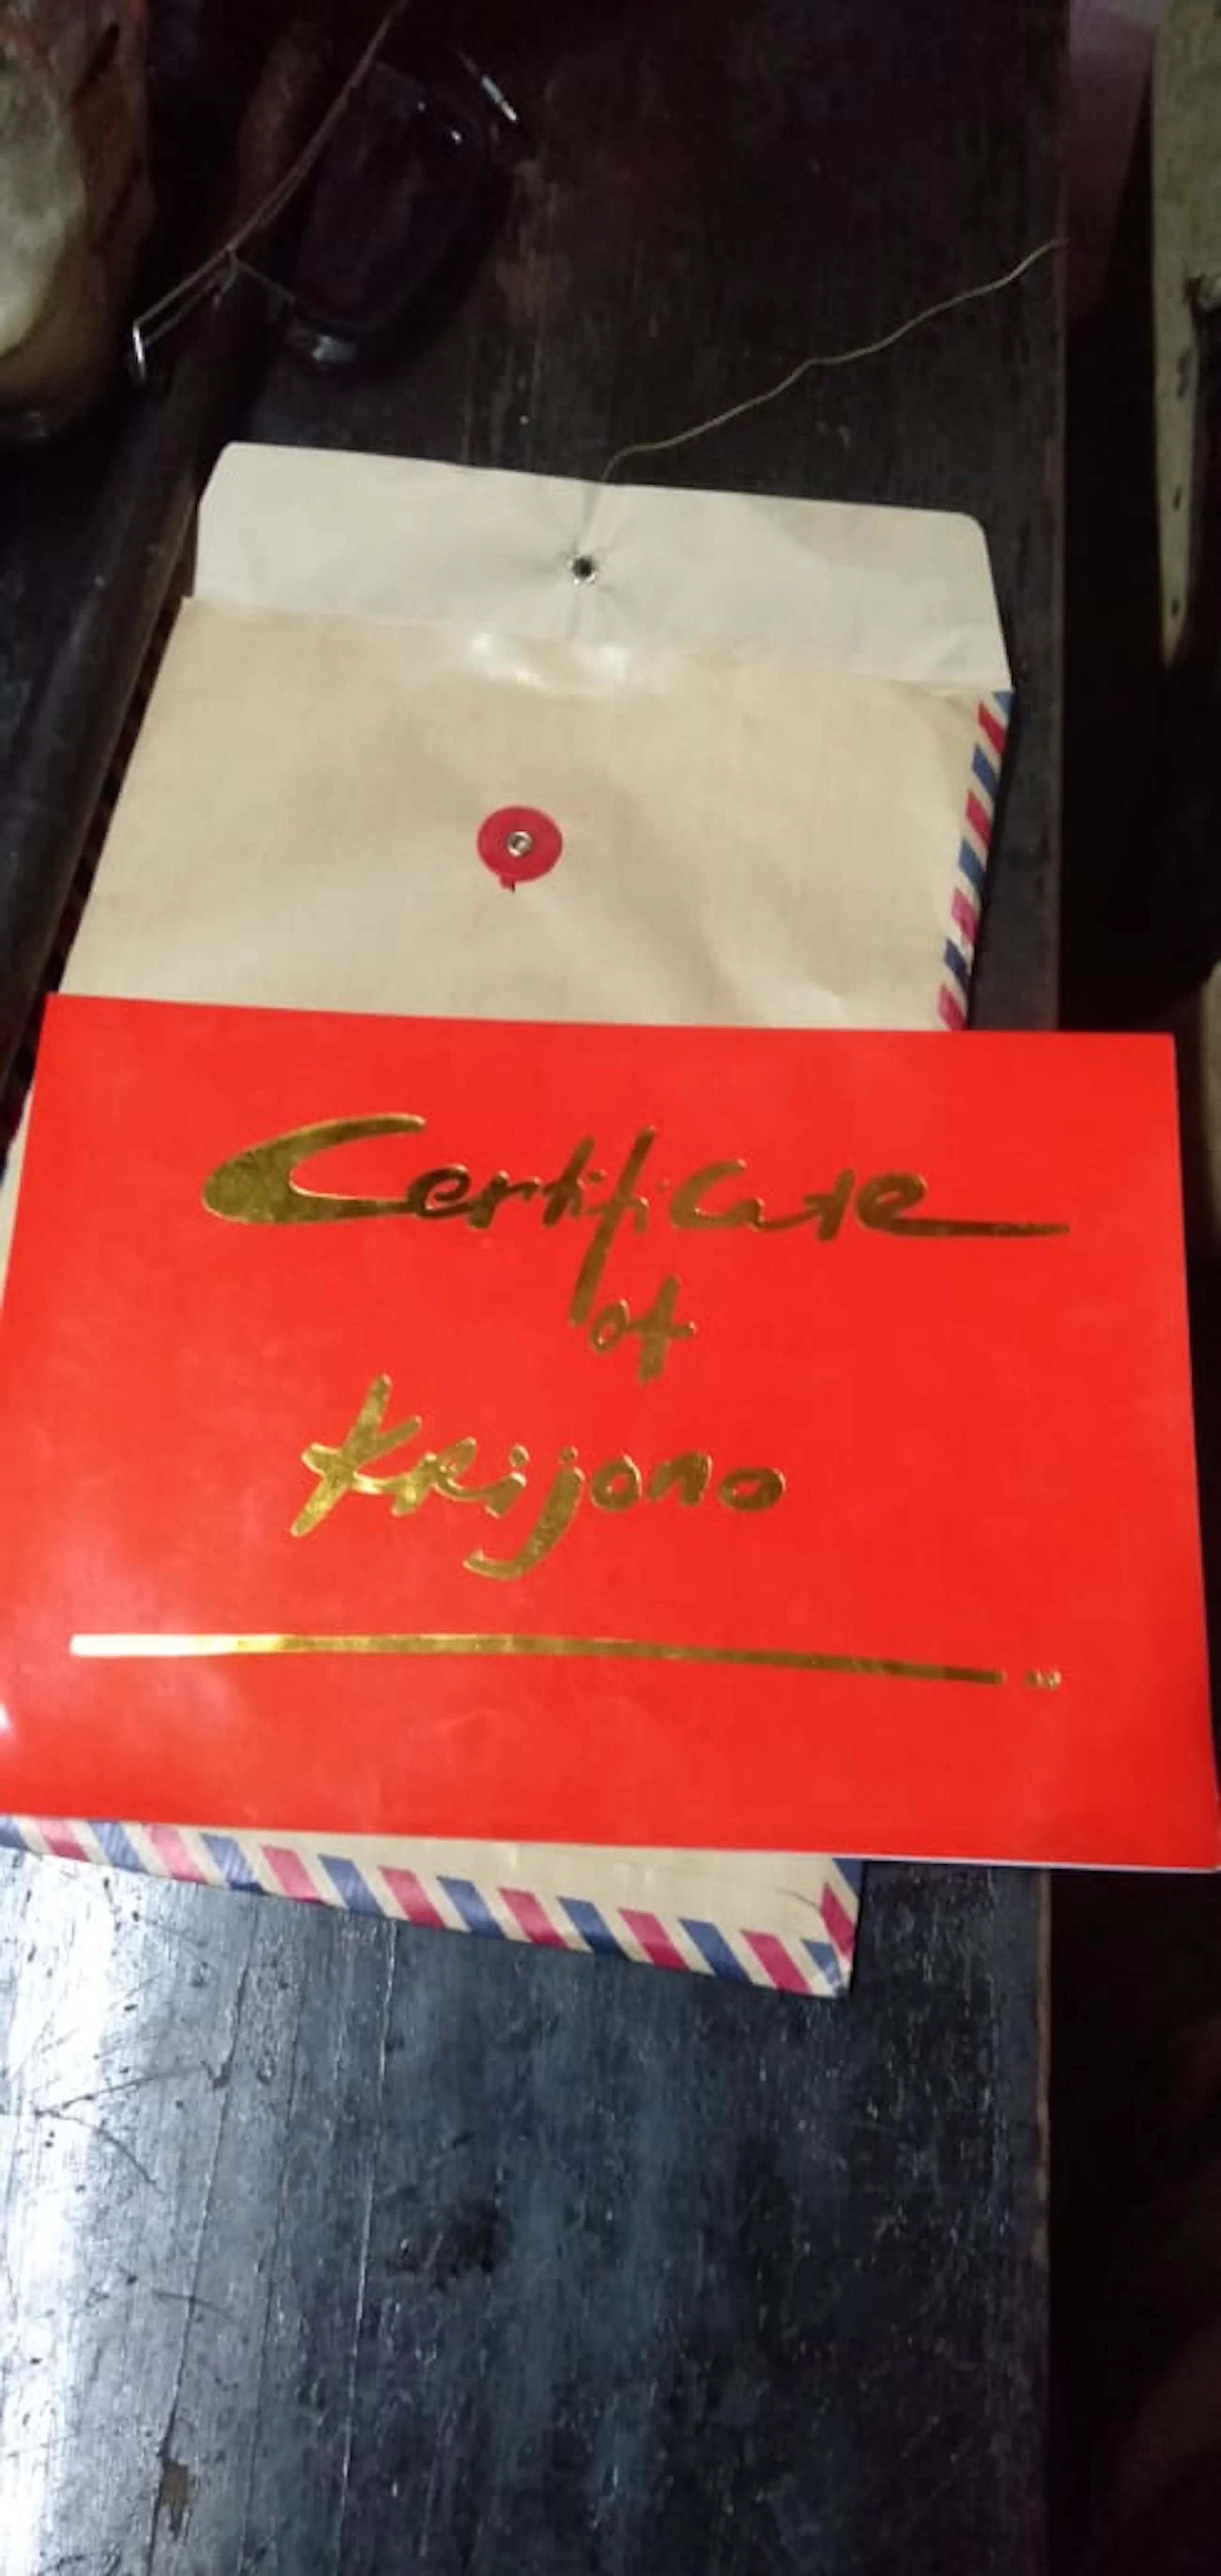 Certificate
of
Krijono